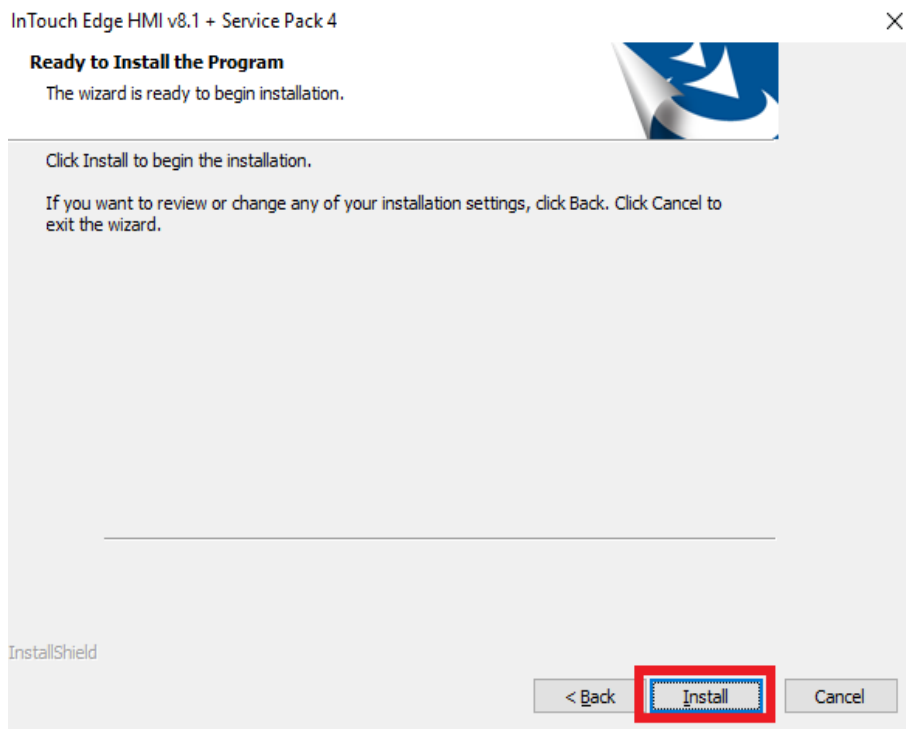 InTouch Edge HMI v8.1 + Service Pack 4
Ready to Install the Program
The wizard is ready to begin installation.
Click Install to begin the installation.
If you want to review or change any of your installation settings, click Back. Click Cancel to
exit the wizard.
InstallShield
< Back Install Cancel